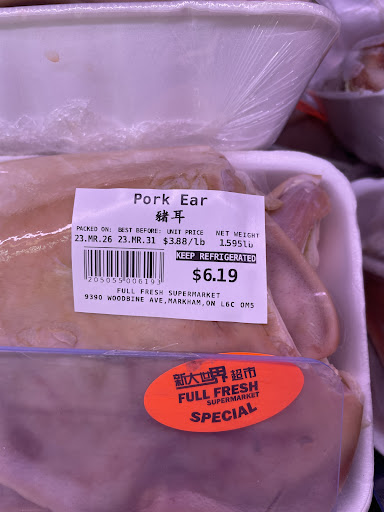 Pork Ear
豬耳
PACKED ON: BEST BEFORE: UNIT PRICE NET WEIGHT
23.MR.26 23.MR.31 $3.88/lb 1.595lb
KEEP REFRIGERATED
$6.19
205055 006193
FULL FRESH SUPERMARKET
9390 WOODBINE AVE,MARKHAM,ON L6C 0M5
新大世界超市
FULL FRESH
SUPERMARKET
SPECIAL